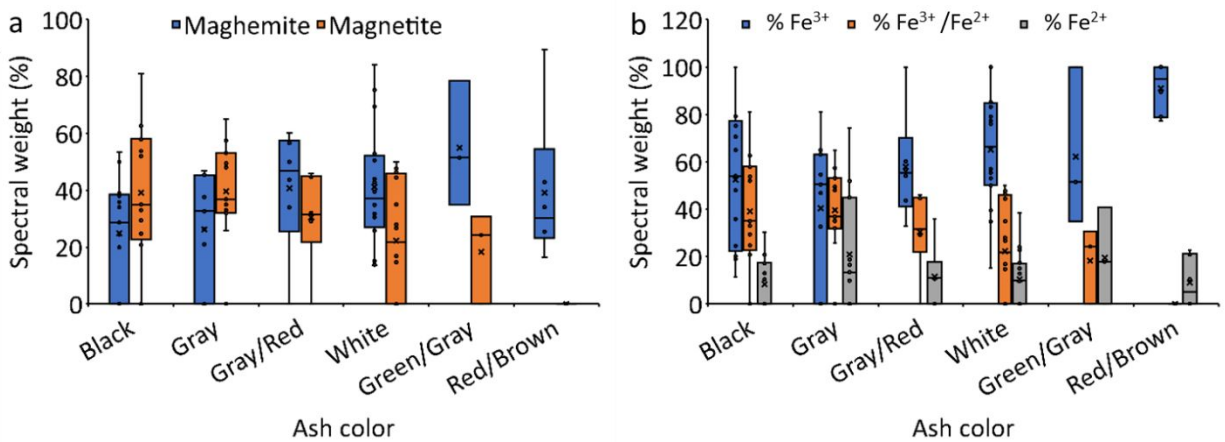 a
Maghemite Magnetite
Spectral weight (%)
100
80
60
40
20
0
Black Gray Gray/Red White Green/Gray Red/Brown
Ash color
b
% Fe³⁺ % Fe³⁺/Fe²⁺ % Fe²⁺
Spectral weight (%)
120
100
80
60
40
20
0
Black Gray Gray/Red White Green/Gray Red/Brown
Ash color